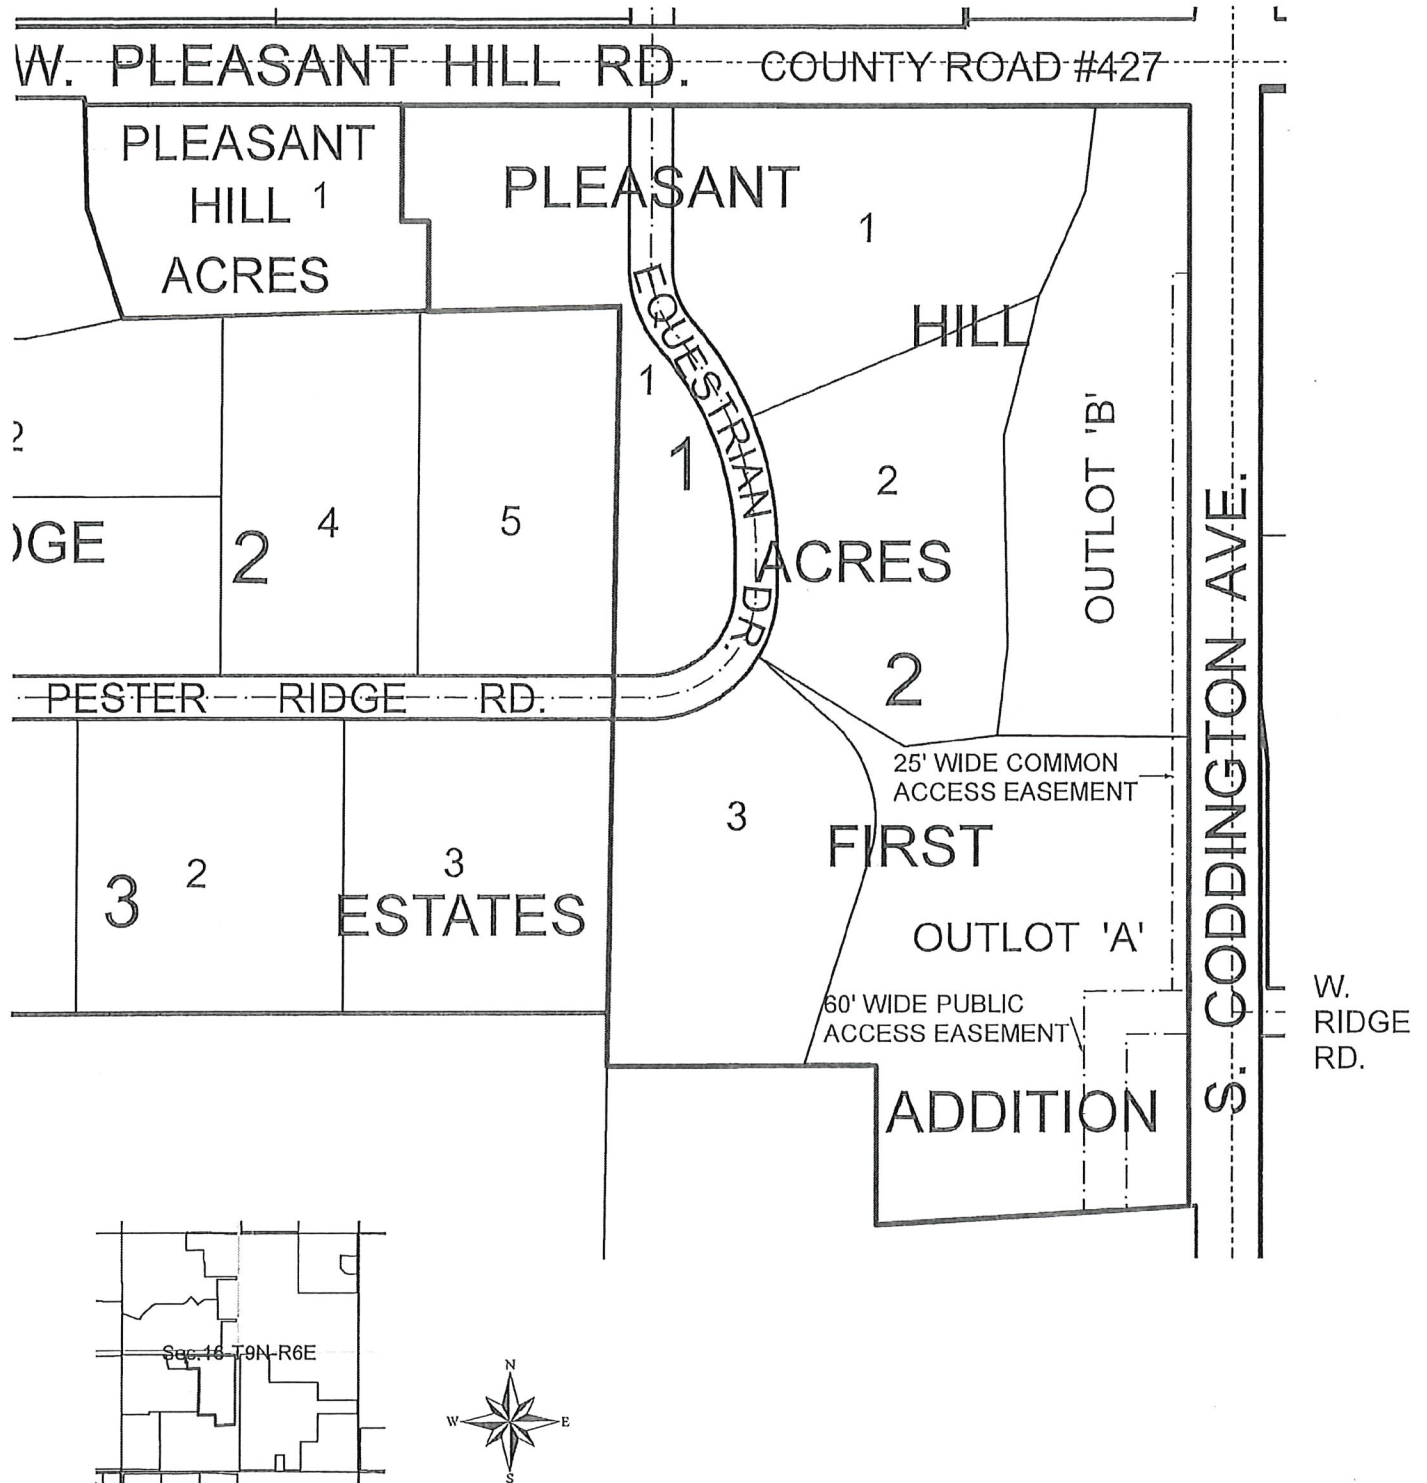 W. PLEASANT HILL RD. COUNTY ROAD #427
PLEASANT
HILL 1
ACRES
PLEASANT
1
HILL
EQUESTRIAN DR.
1
1
OUTLOT 'B'
2
2
4
5
DGE
2
ACRES
2
PESTER RIDGE RD.
25' WIDE COMMON
ACCESS EASEMENT
3
FIRST
3
2
3
ESTATES
OUTLOT 'A'
S. CODDINGTON AVE.
60' WIDE PUBLIC
ACCESS EASEMENT
W.
RIDGE
RD.
ADDITION
Sec.16-T9N-R6E
N
W
E
S